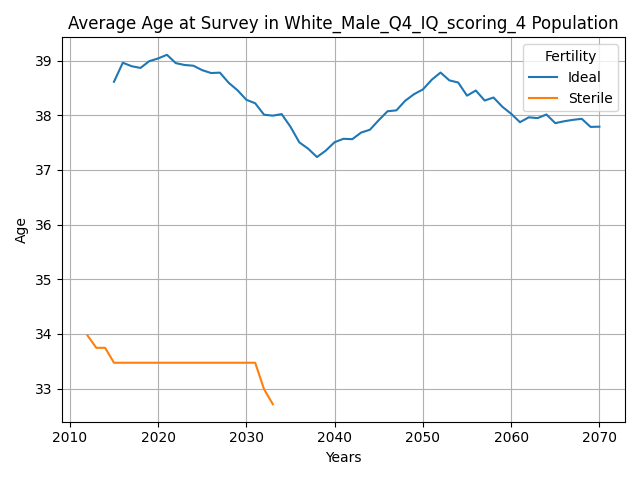 Average Age at Survey in White_Male_Q4_IQ_scoring_4 Population
Fertility
Ideal
Sterile
Age
39
38
37
36
35
34
33
2010
2020
2030
2040
2050
2060
2070
Years